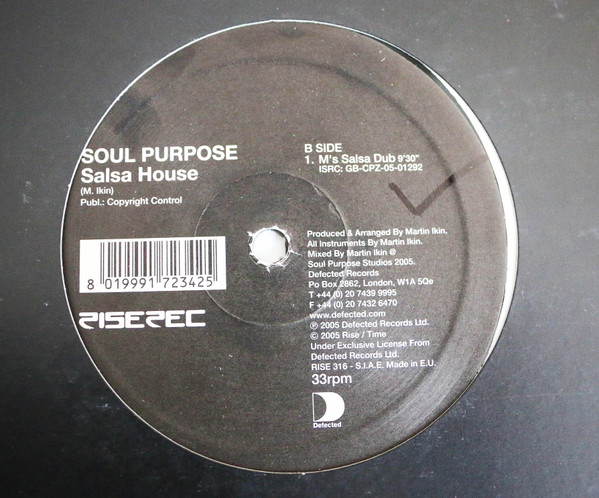 SOUL PURPOSE
Salsa House
(M. Ikin)
Publ.: Copyright Control
8 019991 723425
RISEREC
B SIDE
1. M's Salsa Dub 9'30"
ISRC: GB-CPZ-05-01292
Produced & Arranged By Martin Ikin.
All Instruments By Martin Ikin.
Mixed By Martin Ikin @
Soul Purpose Studios 2005.
Defected Records
Po Box 2862, London, W1A 5Qe
T +44 (0) 20 7439 9995
F +44 (0) 20 7432 6470
www.defected.com
℗ 2005 Defected Records Ltd.
© 2005 Rise / Time
Under Exclusive License From
Defected Records Ltd.
RISE 316 - S.I.A.E. Made in E.U.
33rpm
Defected